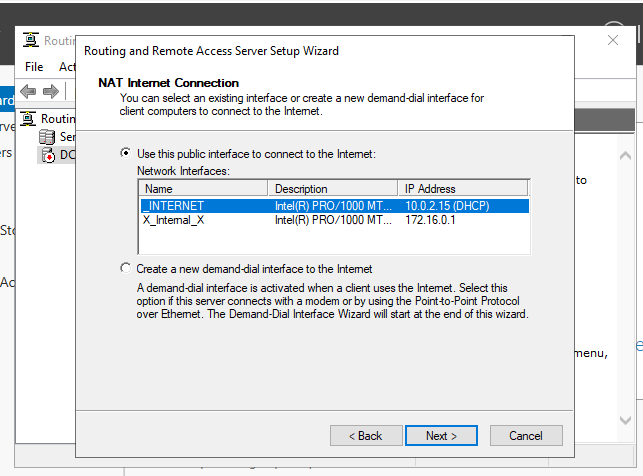 Routin
Routing and Remote Access Server Setup Wizard
File
Act
NAT Internet Connection
You can select an existing interface or create a new demand-dial interface for
client computers to connect to the Internet.
Routin
Ser
DC
Use this public interface to connect to the Internet:
Network Interfaces:
Name Description IP Address
_INTERNET Intel(R) PRO/1000 MT... 10.0.2.15 (DHCP)
X_Internal_X Intel(R) PRO/1000 MT... 172.16.0.1
to
Create a new demand-dial interface to the Internet
A demand-dial interface is activated when a client uses the Internet. Select this
option if this server connects with a modem or by using the Point-to-Point Protocol
over Ethernet. The Demand-Dial Interface Wizard will start at the end of this wizard.
menu,
< Back Next > Cancel